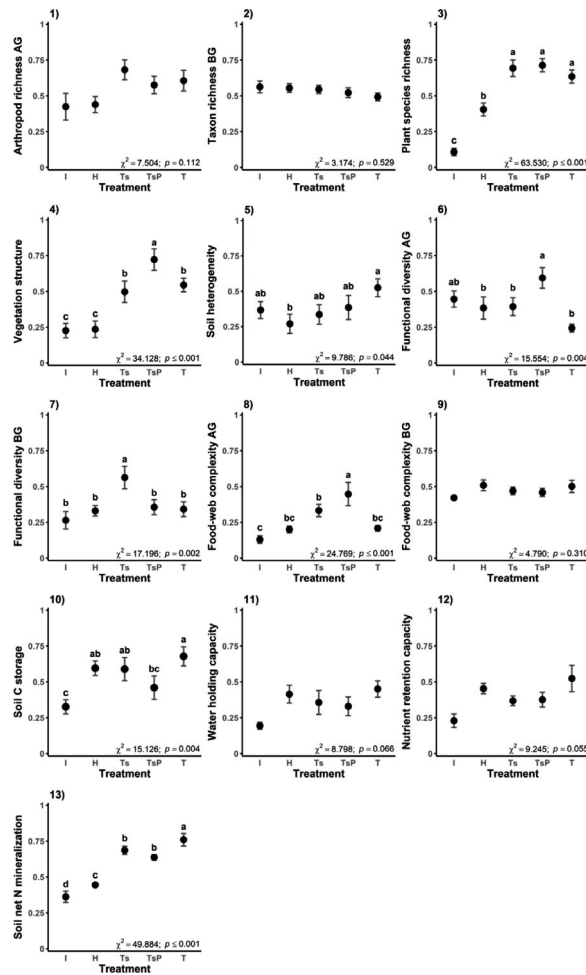 1)
Arthropod richness AG
1
0.75
0.5
0.25
0
χ² = 7.504; p = 0.112
I H Ts TsP T
Treatment
2)
Taxon richness BG
1
0.75
0.5
0.25
0
χ² = 3.174; p = 0.529
I H Ts TsP T
Treatment
3)
Plant species richness
1
0.75
0.5
0.25
0
c b a a a
χ² = 63.530; p ≤ 0.001
I H Ts TsP T
Treatment
4)
Vegetation structure
1
0.75
0.5
0.25
0
c c b a b
χ² = 34.128; p ≤ 0.001
I H Ts TsP T
Treatment
5)
Soil heterogeneity
1
0.75
0.5
0.25
0
ab b ab ab a
χ² = 9.786; p = 0.044
I H Ts TsP T
Treatment
6)
Functional diversity AG
1
0.75
0.5
0.25
0
ab b b a b
χ² = 15.554; p = 0.004
I H Ts TsP T
Treatment
7)
Functional diversity BG
1
0.75
0.5
0.25
0
b b a b b
χ² = 17.196; p = 0.002
I H Ts TsP T
Treatment
8)
Food-web complexity AG
1
0.75
0.5
0.25
0
c bc b a bc
χ² = 24.769; p ≤ 0.001
I H Ts TsP T
Treatment
9)
Food-web complexity BG
1
0.75
0.5
0.25
0
χ² = 4.790; p = 0.310
I H Ts TsP T
Treatment
10)
Soil C storage
1
0.75
0.5
0.25
0
c ab ab bc a
χ² = 15.126; p = 0.004
I H Ts TsP T
Treatment
11)
Water holding capacity
1
0.75
0.5
0.25
0
χ² = 8.798; p = 0.066
I H Ts TsP T
Treatment
12)
Nutrient retention capacity
1
0.75
0.5
0.25
0
χ² = 9.245; p = 0.055
I H Ts TsP T
Treatment
13)
Soil net N mineralization
1
0.75
0.5
0.25
0
d c b b a
χ² = 49.884; p ≤ 0.001
I H Ts TsP T
Treatment